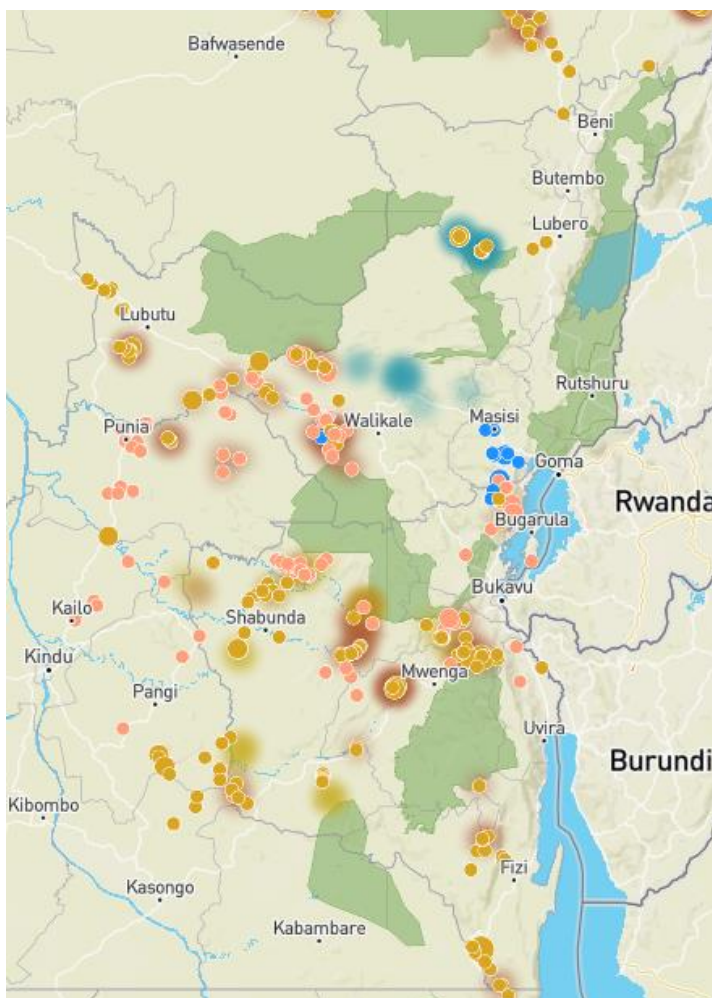 Bafwasende
Beni
Butembo
Lubero
Lubutu
Rutshuru
Punia
Walikale
Masisi
Goma
Rwanda
Bugarula
Bukavu
Kailo
Shabunda
Kindu
Mwenga
Pangi
Uvira
Burundi
Kibombo
Fizi
Kasongo
Kabambare